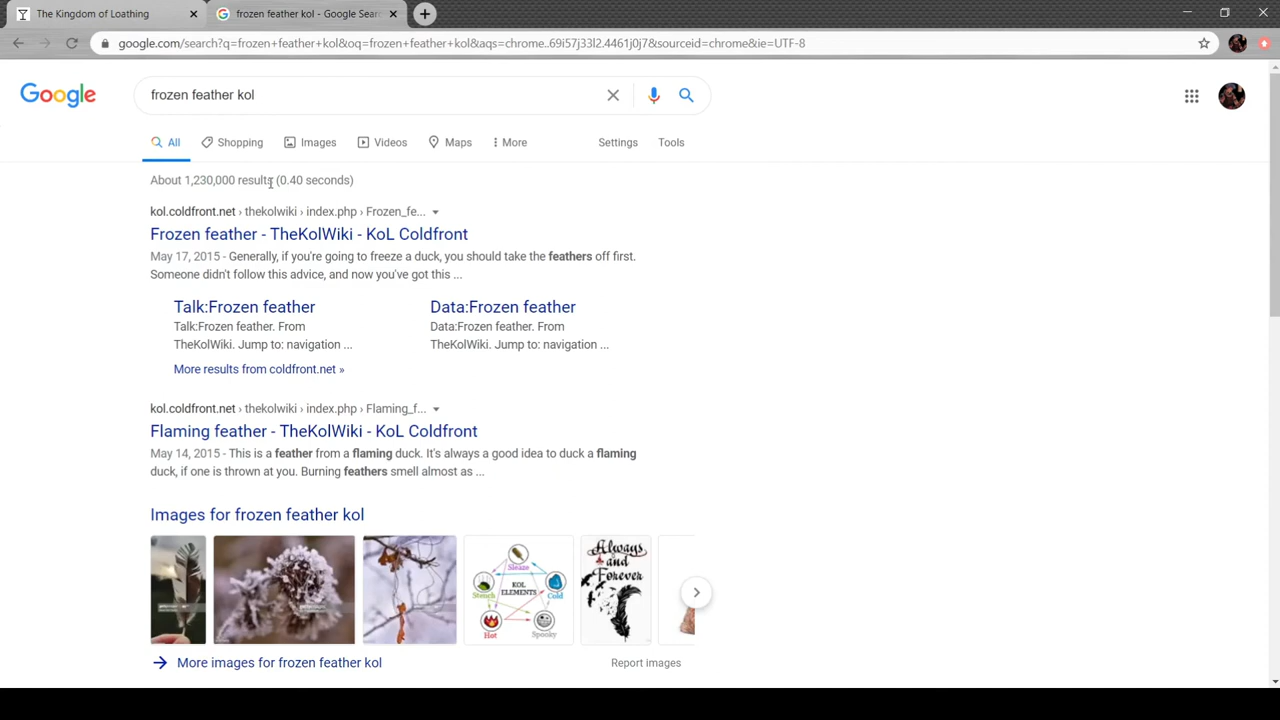 The Kingdom of Loathing
frozen feather kol - Google Sear
google.com/search?q=frozen+feather+kol&oq=frozen+feather+kol&aqs=chrome..69i57j33l2.4461j0j7&sourceid=chrome&ie=UTF-8
Google
frozen feather kol
All Shopping Images Videos Maps More Settings Tools
About 1,230,000 results (0.40 seconds)
kol.coldfront.net › thekolwiki › index.php › Frozen_fe...
Frozen feather - TheKolWiki - KoL Coldfront
May 17, 2015 - Generally, if you're going to freeze a duck, you should take the feathers off first.
Someone didn't follow this advice, and now you've got this ...
Talk:Frozen feather
Talk:Frozen feather. From
TheKolWiki. Jump to: navigation ...
Data:Frozen feather
Data:Frozen feather. From
TheKolWiki. Jump to: navigation ...
More results from coldfront.net »
kol.coldfront.net › thekolwiki › index.php › Flaming_f...
Flaming feather - TheKolWiki - KoL Coldfront
May 14, 2015 - This is a feather from a flaming duck. It's always a good idea to duck a flaming
duck, if one is thrown at you. Burning feathers smell almost as ...
Images for frozen feather kol
Sleaze
Stench
KOL
ELEMENTS
Cold
Hot
Spooky
Always
and
Forever
More images for frozen feather kol
Report images